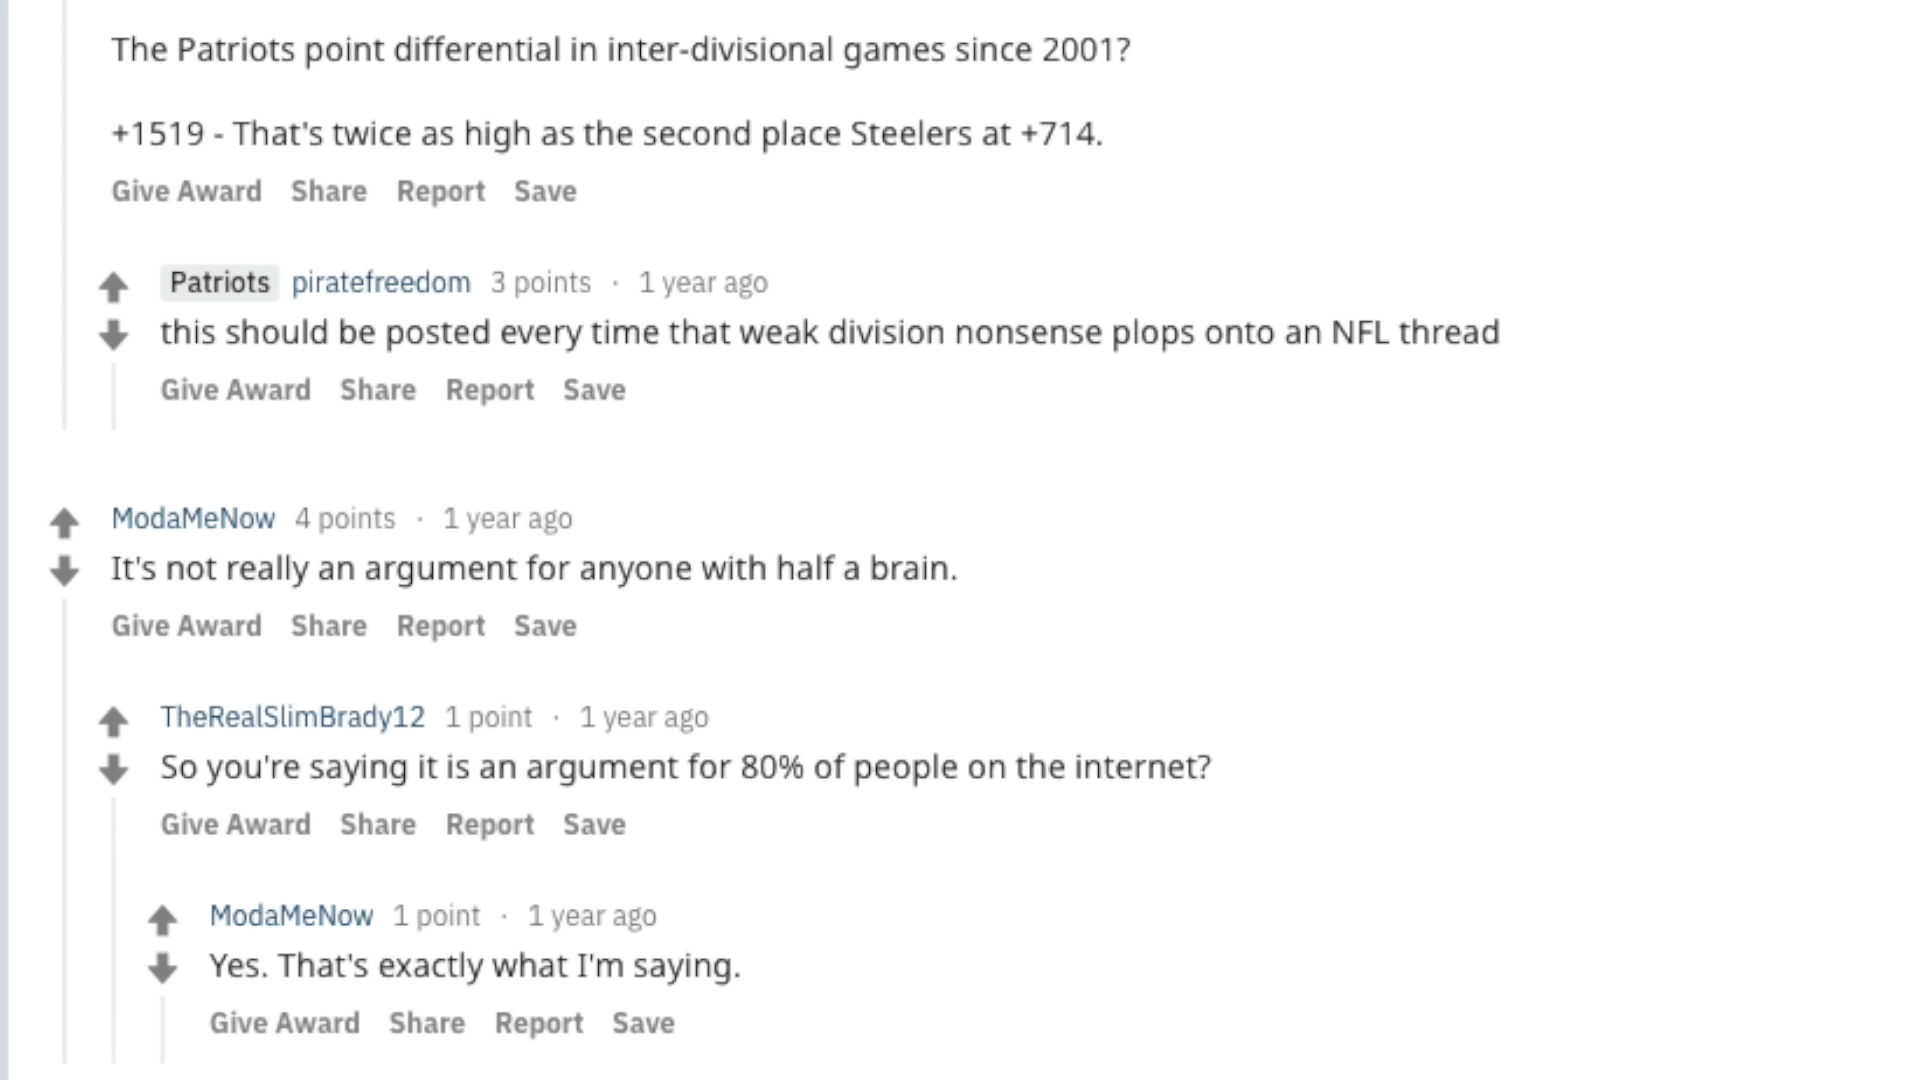 The Patriots point differential in inter-divisional games since 2001?
+1519 - That's twice as high as the second place Steelers at +714.
Give Award Share Report Save
Patriots piratefreedom 3 points · 1 year ago
this should be posted every time that weak division nonsense plops onto an NFL thread
Give Award Share Report Save
ModaMeNow 4 points · 1 year ago
It's not really an argument for anyone with half a brain.
Give Award Share Report Save
TheRealSlimBrady12 1 point · 1 year ago
So you're saying it is an argument for 80% of people on the internet?
Give Award Share Report Save
ModaMeNow 1 point · 1 year ago
Yes. That's exactly what I'm saying.
Give Award Share Report Save